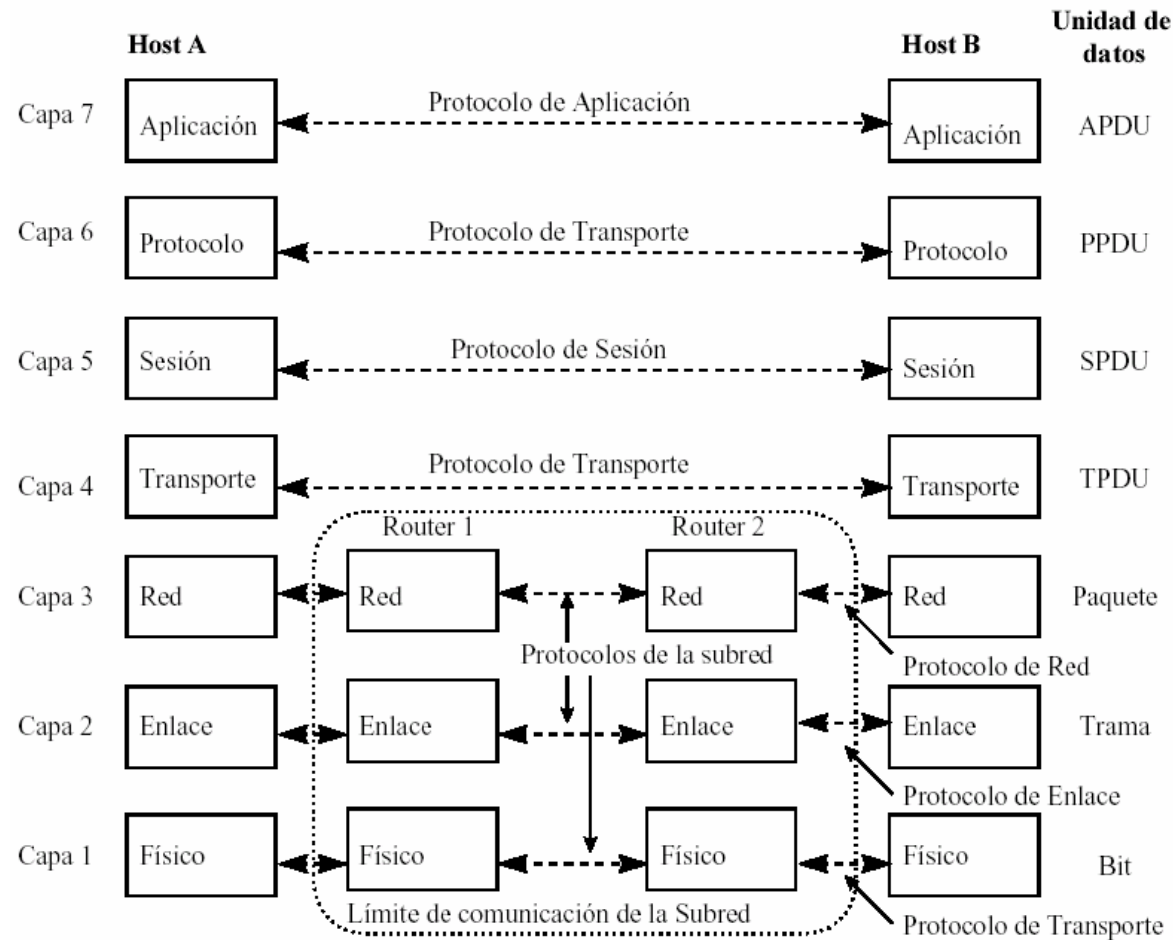 Host A
Host B
Unidad de
datos
Capa 7
Aplicación
Protocolo de Aplicación
Aplicación
APDU
Capa 6
Protocolo
Protocolo de Transporte
Protocolo
PPDU
Capa 5
Sesión
Protocolo de Sesión
Sesión
SPDU
Capa 4
Transporte
Protocolo de Transporte
Transporte
TPDU
Router 1
Router 2
Capa 3
Red
Red
Red
Red
Paquete
Protocolos de la subred
Protocolo de Red
Capa 2
Enlace
Enlace
Enlace
Enlace
Trama
Protocolo de Enlace
Capa 1
Físico
Físico
Físico
Físico
Bit
Límite de comunicación de la Subred
Protocolo de Transporte